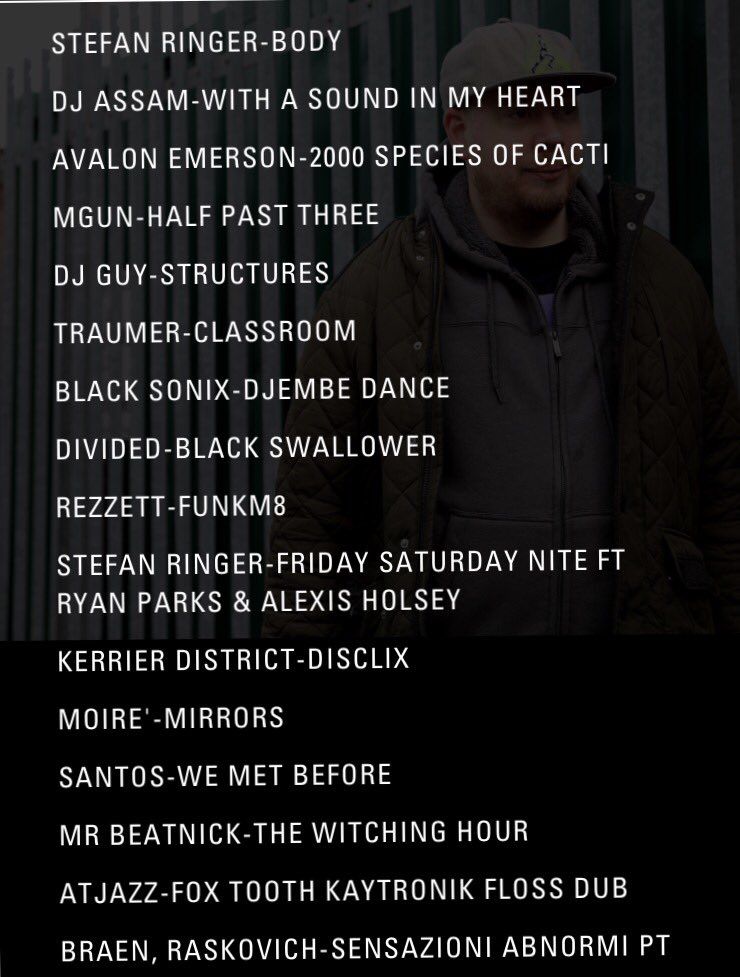 STEFAN RINGER-BODY
DJ ASSAM-WITH A SOUND IN MY HEART
AVALON EMERSON-2000 SPECIES OF CACTI
MGUN-HALF PAST THREE
DJ GUY-STRUCTURES
TRAUMER-CLASSROOM
BLACK SONIX-DJEMBE DANCE
DIVIDED-BLACK SWALLOWER
REZZETT-FUNKM8
STEFAN RINGER-FRIDAY SATURDAY NITE FT
RYAN PARKS & ALEXIS HOLSEY
KERRIER DISTRICT-DISCLIX
MOIRE'-MIRRORS
SANTOS-WE MET BEFORE
MR BEATNICK-THE WITCHING HOUR
ATJAZZ-FOX TOOTH KAYTRONIK FLOSS DUB
BRAEN, RASKOVICH-SENSAZIONI ABNORMI PT